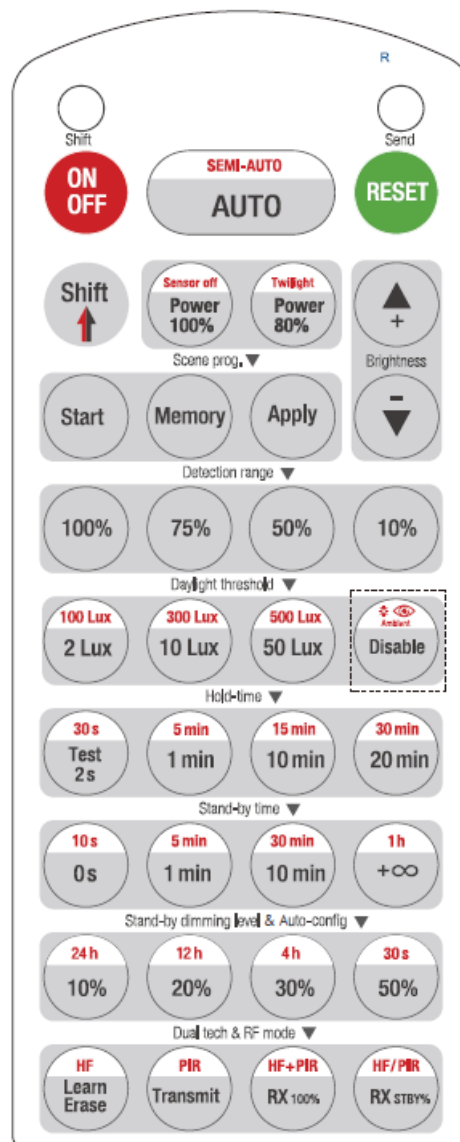 R
Shift
Send
ON
OFF
SEMI-AUTO
AUTO
RESET
Shift
Sensor off
Power
100%
Twilight
Power
80%
+
Scene prog. ▼
Brightness
Start
Memory
Apply
-
Detection range ▼
100%
75%
50%
10%
Daylight threshold ▼
100 Lux
2 Lux
300 Lux
10 Lux
500 Lux
50 Lux
Ambient
Disable
Hold-time ▼
30 s
Test
2 s
5 min
1 min
15 min
10 min
30 min
20 min
Stand-by time ▼
10 s
0 s
5 min
1 min
30 min
10 min
1 h
+∞
Stand-by dimming level & Auto-config ▼
24 h
10%
12 h
20%
4 h
30%
30 s
50%
Dual tech & RF mode ▼
HF
Learn
Erase
PIR
Transmit
HF+PIR
RX 100%
HF/PIR
RX STBY%